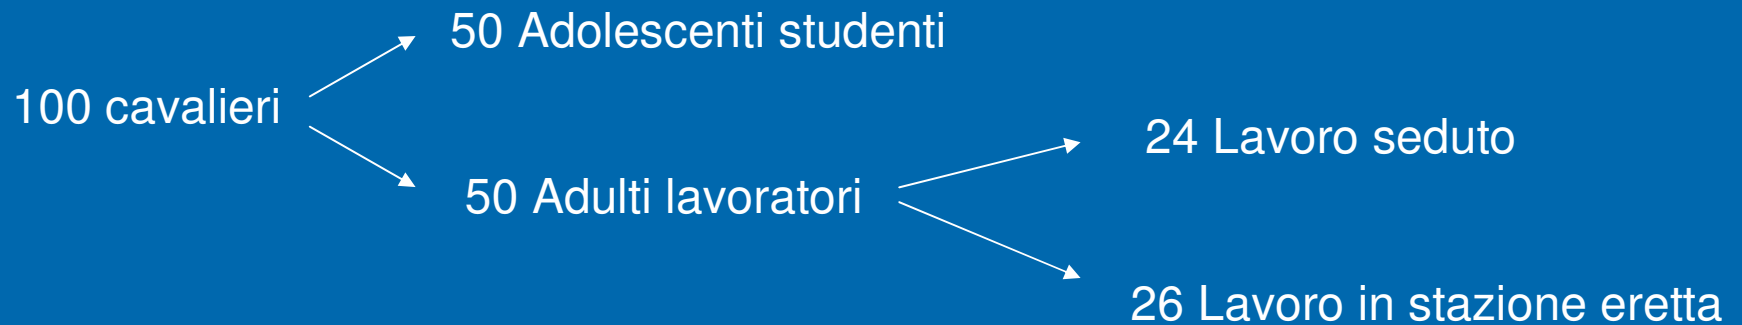 50 Adolescenti studenti
100 cavalieri
24 Lavoro seduto
50 Adulti lavoratori
26 Lavoro in stazione eretta